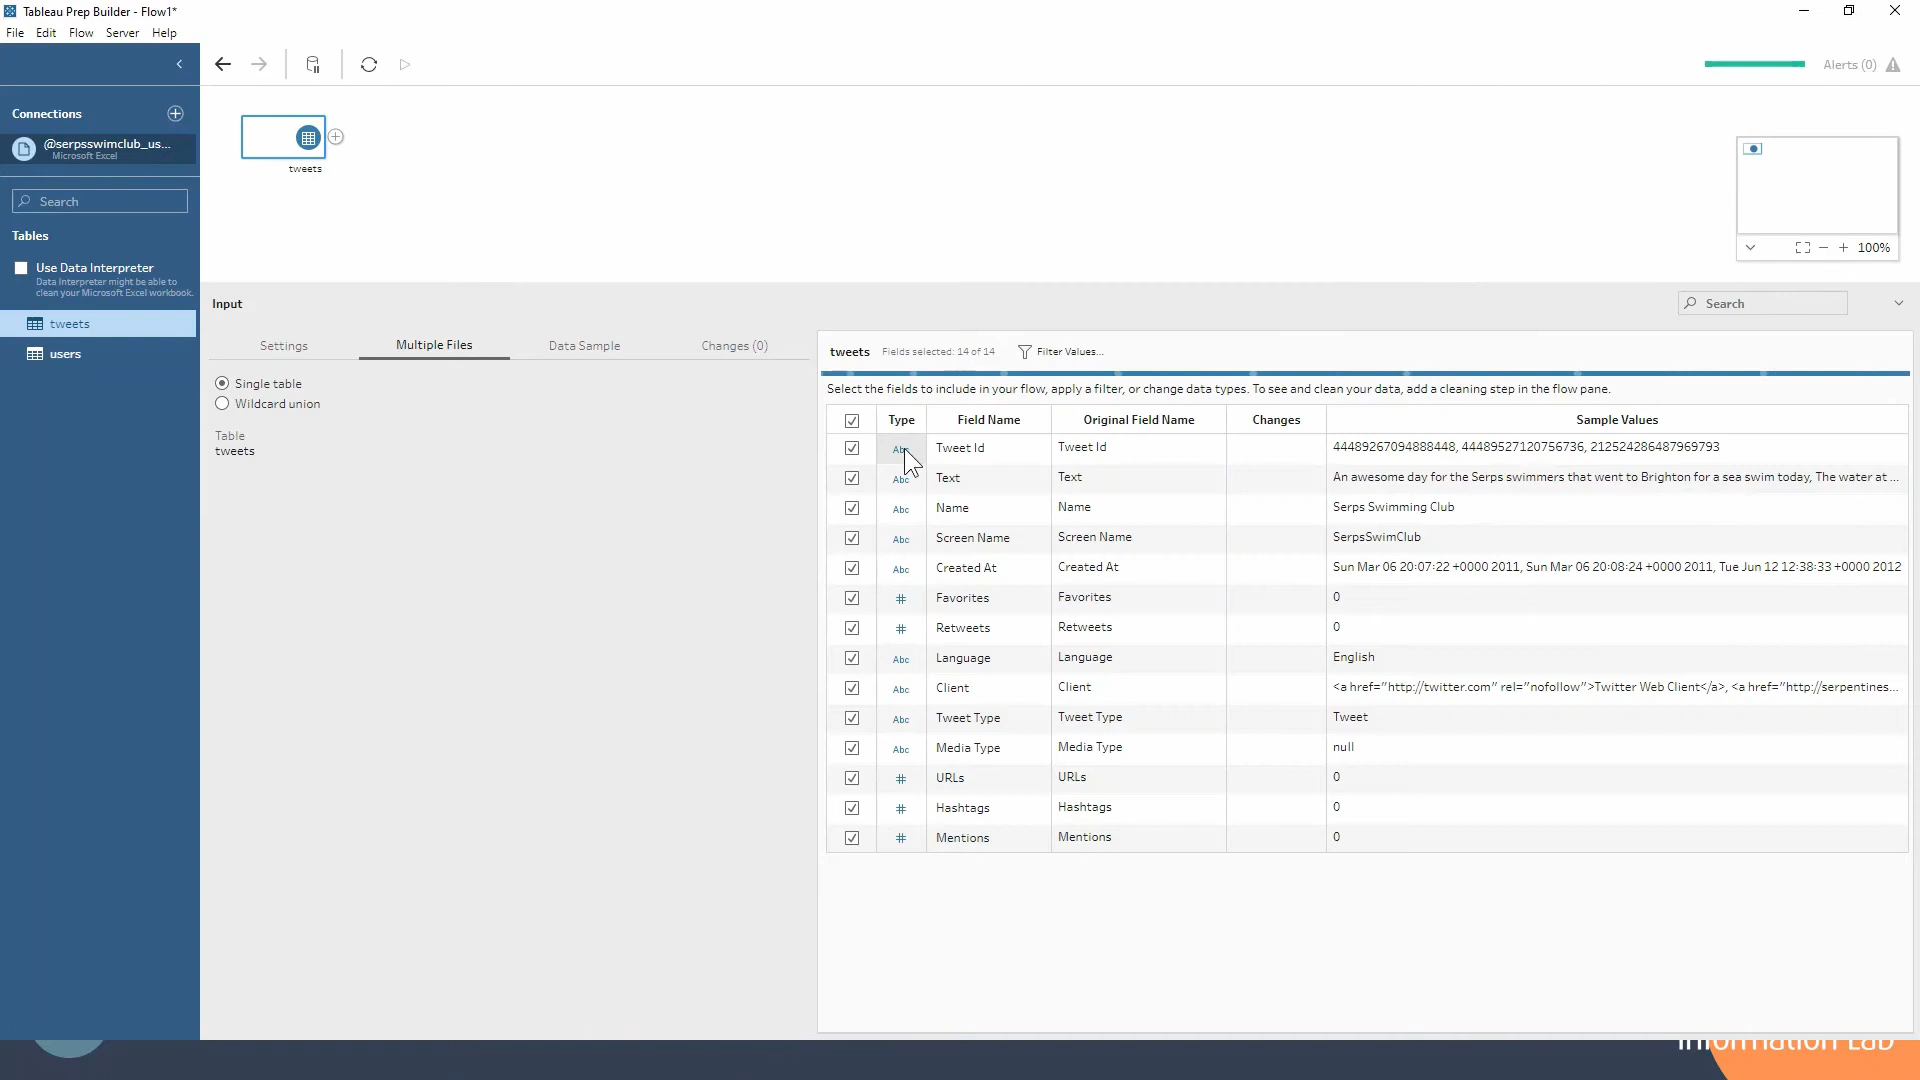 Tableau Prep Builder - Flow1*
File Edit Flow Server Help
Alerts (0)
Connections
@serpsswimclub_us...
Microsoft Excel
tweets
Search
Tables
Use Data Interpreter
Data Interpreter might be able to
clean your Microsoft Excel workbook.
tweets
users
100%
Input
Search
Settings Multiple Files Data Sample Changes (0)
Single table
Wildcard union
Table
tweets
tweets Fields selected: 14 of 14 Filter Values...
Select the fields to include in your flow, apply a filter, or change data types. To see and clean your data, add a cleaning step in the flow pane.
Type Field Name Original Field Name Changes Sample Values
Abc Tweet Id Tweet Id 44489267094888448, 44489527120756736, 212524286487969793
Abc Text Text An awesome day for the Serps swimmers that went to Brighton for a sea swim today, The water at ...
Abc Name Name Serps Swimming Club
Abc Screen Name Screen Name SerpsSwimClub
Abc Created At Created At Sun Mar 06 20:07:22 +0000 2011, Sun Mar 06 20:08:24 +0000 2011, Tue Jun 12 12:38:33 +0000 2012
# Favorites Favorites 0
# Retweets Retweets 0
Abc Language Language English
Abc Client Client <a href="http://twitter.com" rel="nofollow">Twitter Web Client</a>, <a href="http://serpentines...
Abc Tweet Type Tweet Type Tweet
Abc Media Type Media Type null
# URLs URLs 0
# Hashtags Hashtags 0
# Mentions Mentions 0
Information Lab